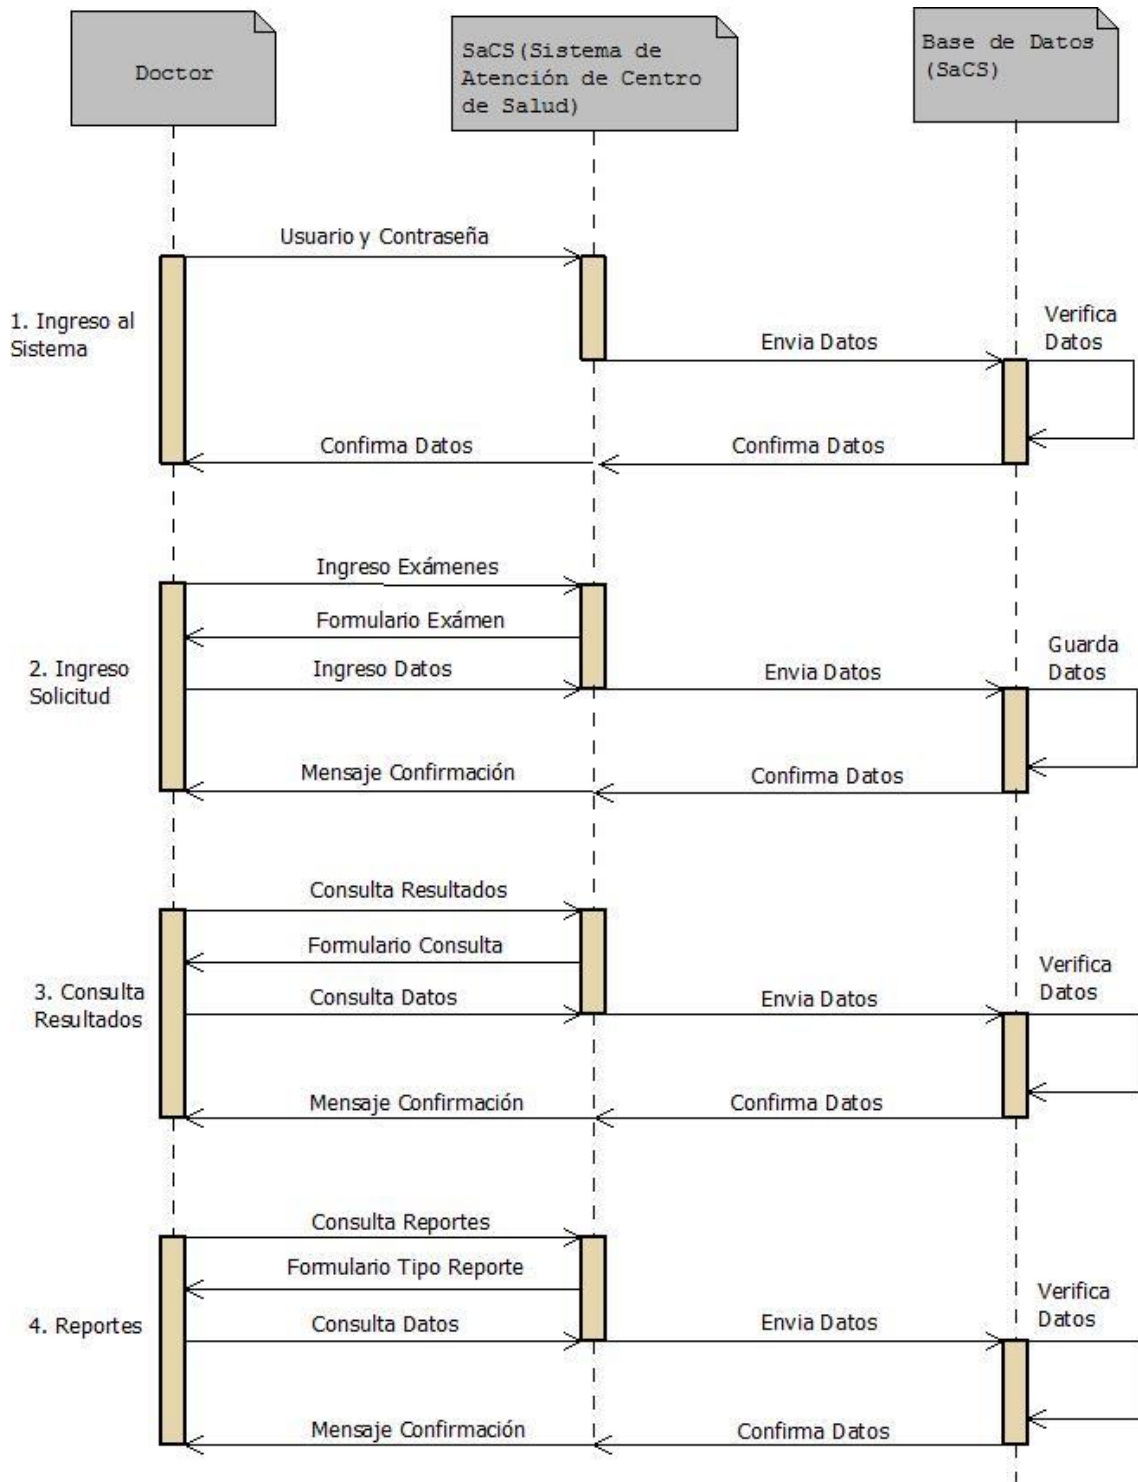 Doctor
SaCS(Sistema de
Atención de Centro
de Salud)
Base de Datos
(SaCS)
Usuario y Contraseña
1. Ingreso al
Sistema
Envia Datos
Verifica
Datos
Confirma Datos
Confirma Datos
Ingreso Exámenes
Formulario Exámen
2. Ingreso
Solicitud
Ingreso Datos
Envia Datos
Guarda
Datos
Mensaje Confirmación
Confirma Datos
Consulta Resultados
Formulario Consulta
3. Consulta
Resultados
Consulta Datos
Envia Datos
Verifica
Datos
Mensaje Confirmación
Confirma Datos
Consulta Reportes
Formulario Tipo Reporte
4. Reportes
Consulta Datos
Envia Datos
Verifica
Datos
Mensaje Confirmación
Confirma Datos